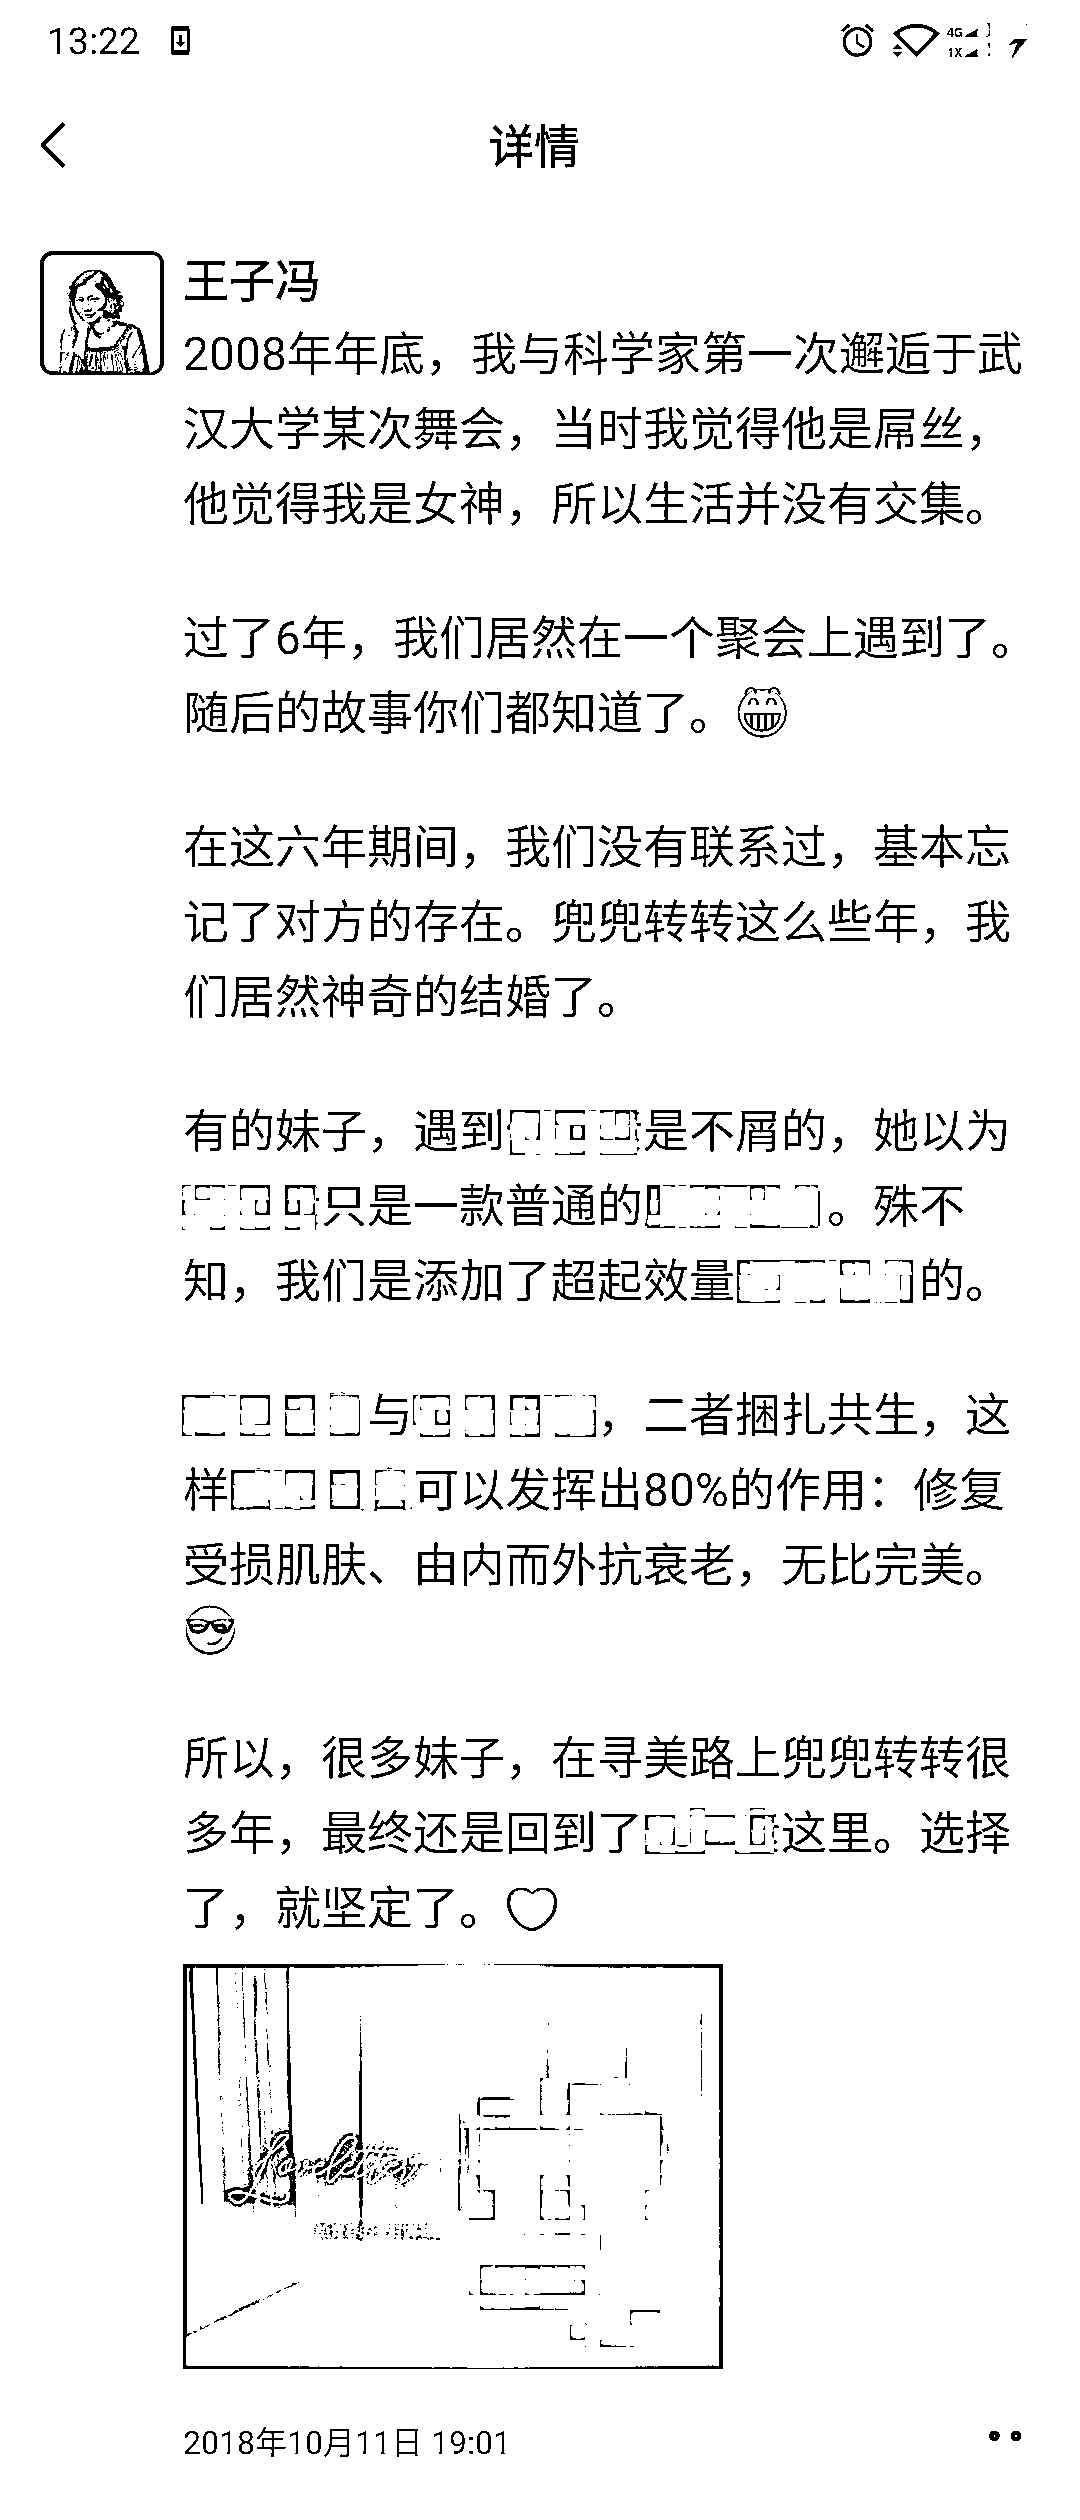 13:22
4G
1X
详情
王子冯
2008年年底，我与科学家第一次邂逅于武
汉大学某次舞会，当时我觉得他是屌丝，
他觉得我是女神，所以生活并没有交集。
过了6年，我们居然在一个聚会上遇到了。
随后的故事你们都知道了。😁
在这六年期间，我们没有联系过，基本忘
记了对方的存在。兜兜转转这么些年，我
们居然神奇的结婚了。
有的妹子，遇到是不屑的，她以为
只是一款普通的。殊不
知，我们是添加了超起效量的。
与，二者捆扎共生，这
样可以发挥出80%的作用：修复
受损肌肤、由内而外抗衰老，无比完美。
😎
所以，很多妹子，在寻美路上兜兜转转很
多年，最终还是回到了这里。选择
了，就坚定了。♡
2018年10月11日 19:01